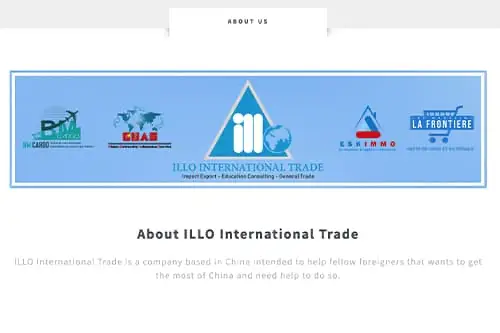 ABOUT US
BM CARGO
illo
ESKIMMO
LA FRONTIERE
ILLO INTERNATIONAL TRADE
Import Export - Education Consulting - General Trade
About ILLO International Trade
ILLO International Trade is a company based in China intended to help fellow foreigners that wants to get
the most of China and need help to do so.